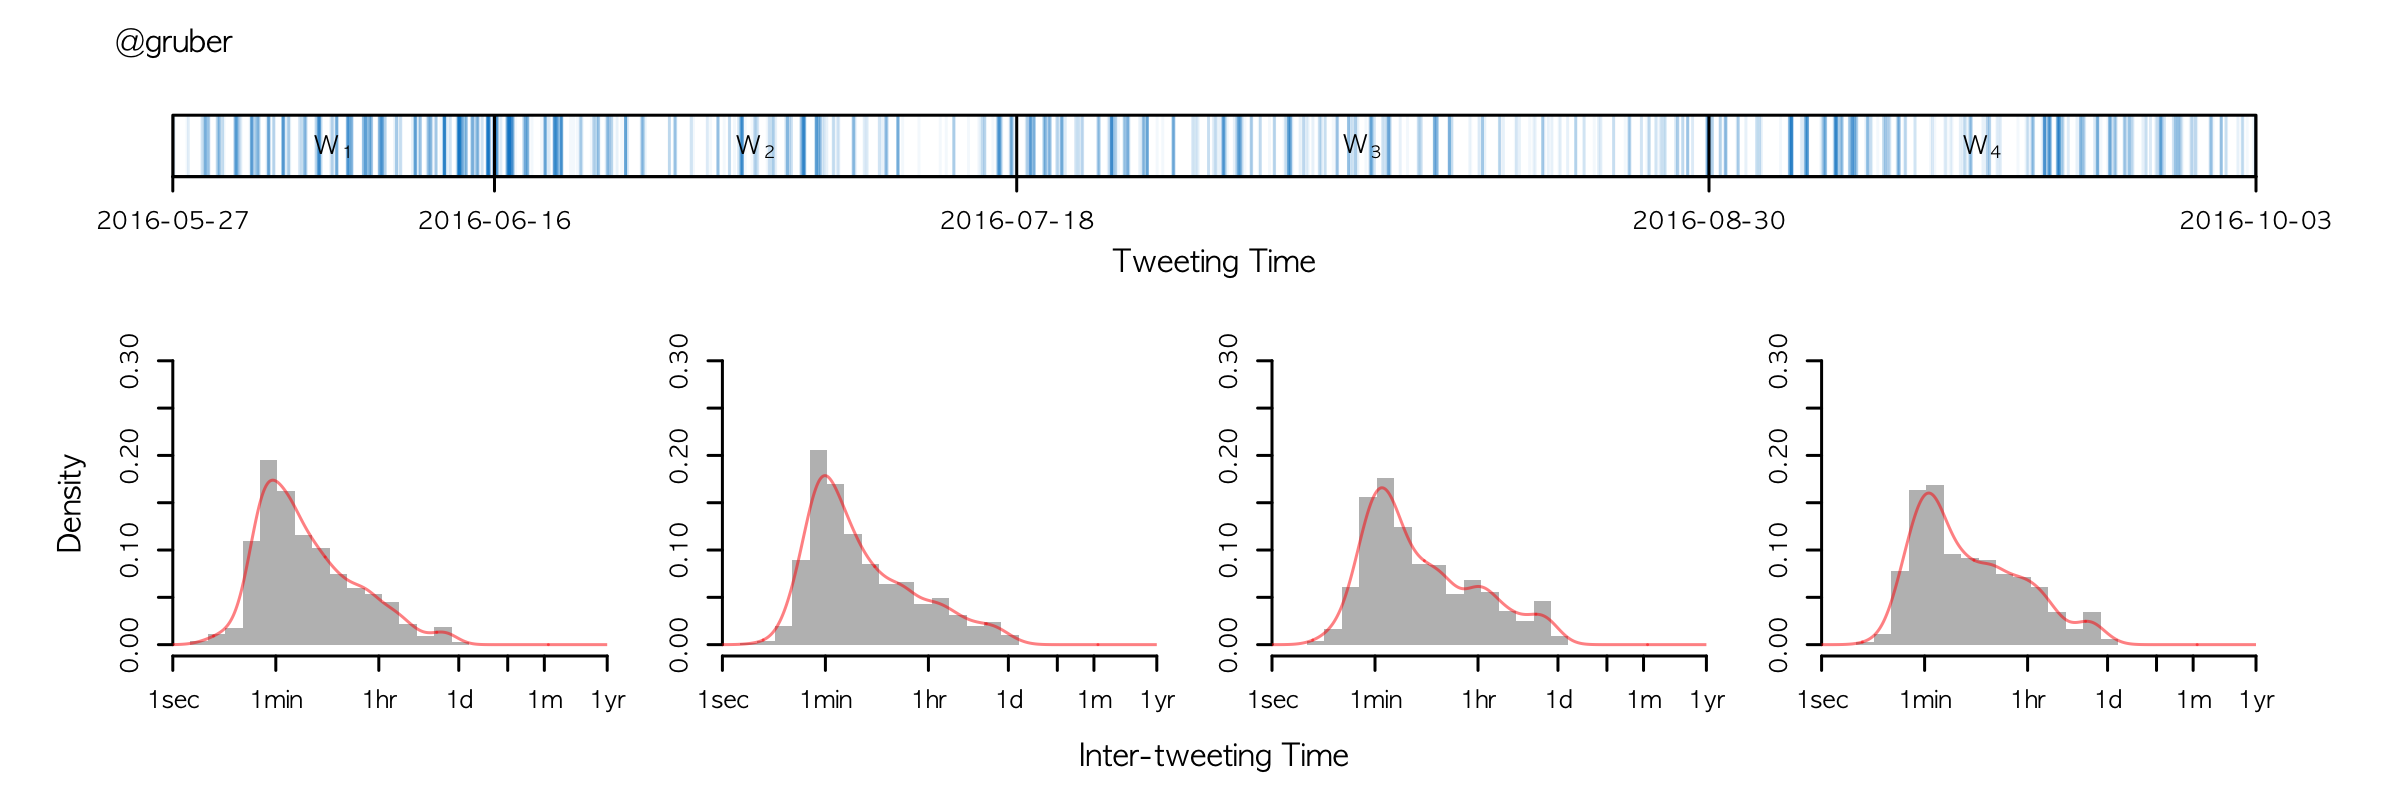 @gruber
W1 W2 W3 W4
2016-05-27 2016-06-16 2016-07-18 2016-08-30 2016-10-03
Tweeting Time
Density
0.00 0.10 0.20 0.30
0.00 0.10 0.20 0.30
0.00 0.10 0.20 0.30
0.00 0.10 0.20 0.30
1sec 1min 1hr 1d 1m 1yr
1sec 1min 1hr 1d 1m 1yr
1sec 1min 1hr 1d 1m 1yr
1sec 1min 1hr 1d 1m 1yr
Inter-tweeting Time